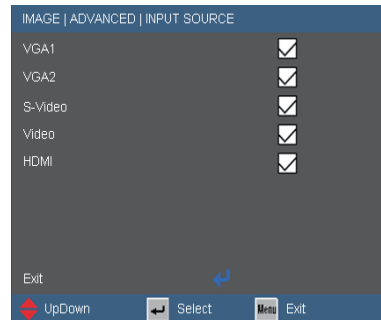 IMAGE | ADVANCED | INPUT SOURCE
VGA1
VGA2
S-Video
Video
HDMI
Exit
UpDown Select Menu Exit